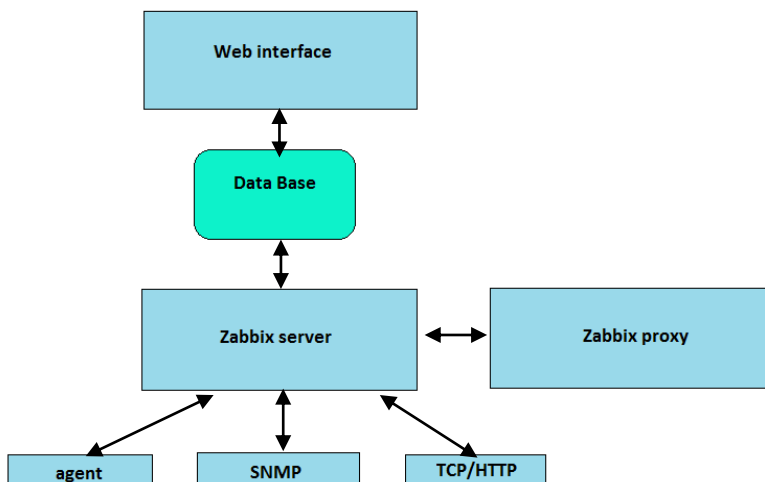 Web interface
Data Base
Zabbix server
Zabbix proxy
agent
SNMP
TCP/HTTP